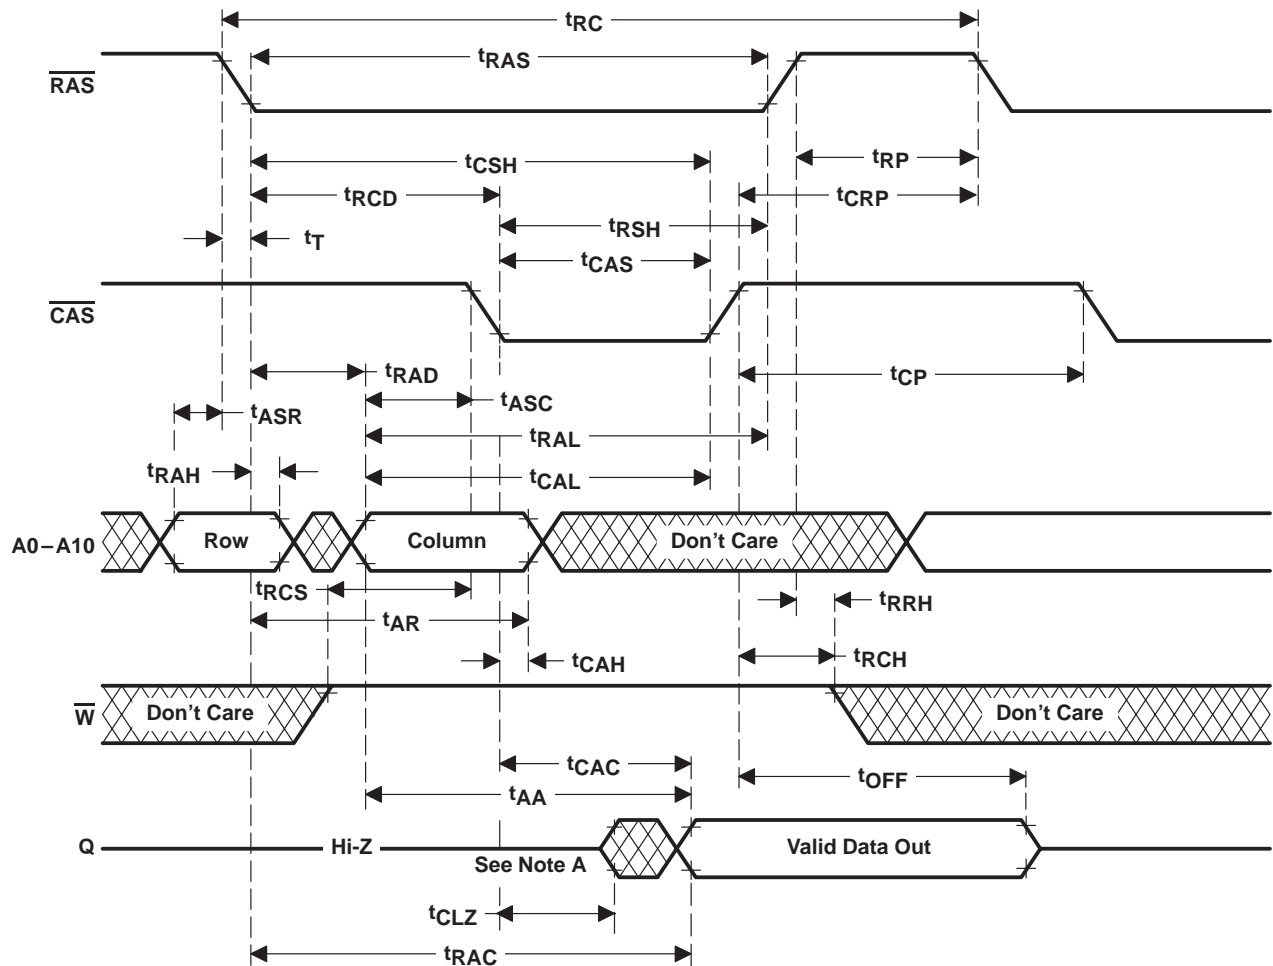 tRC
tRAS
RAS
tCSH
tRP
tRCD
tCRP
tRSH
tT
tCAS
CAS
tRAD
tCP
tASC
tASR
tRAL
tRAH
tCAL
A0–A10
Row
Column
Don't Care
tRCS
tRRH
tAR
tRCH
tCAH
W
Don't Care
Don't Care
tCAC
tOFF
tAA
Q
Hi-Z
See Note A
Valid Data Out
tCLZ
tRAC